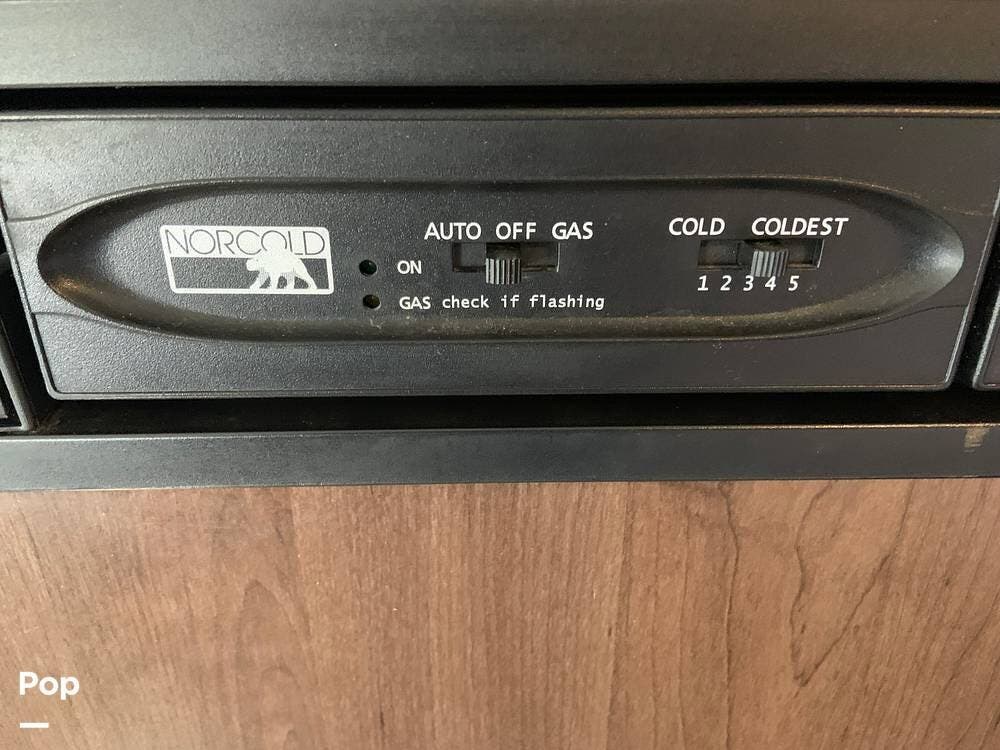 NORCOLD
AUTO OFF GAS
ON
GAS check if flashing
COLD COLDEST
1 2 3 4 5
Pop